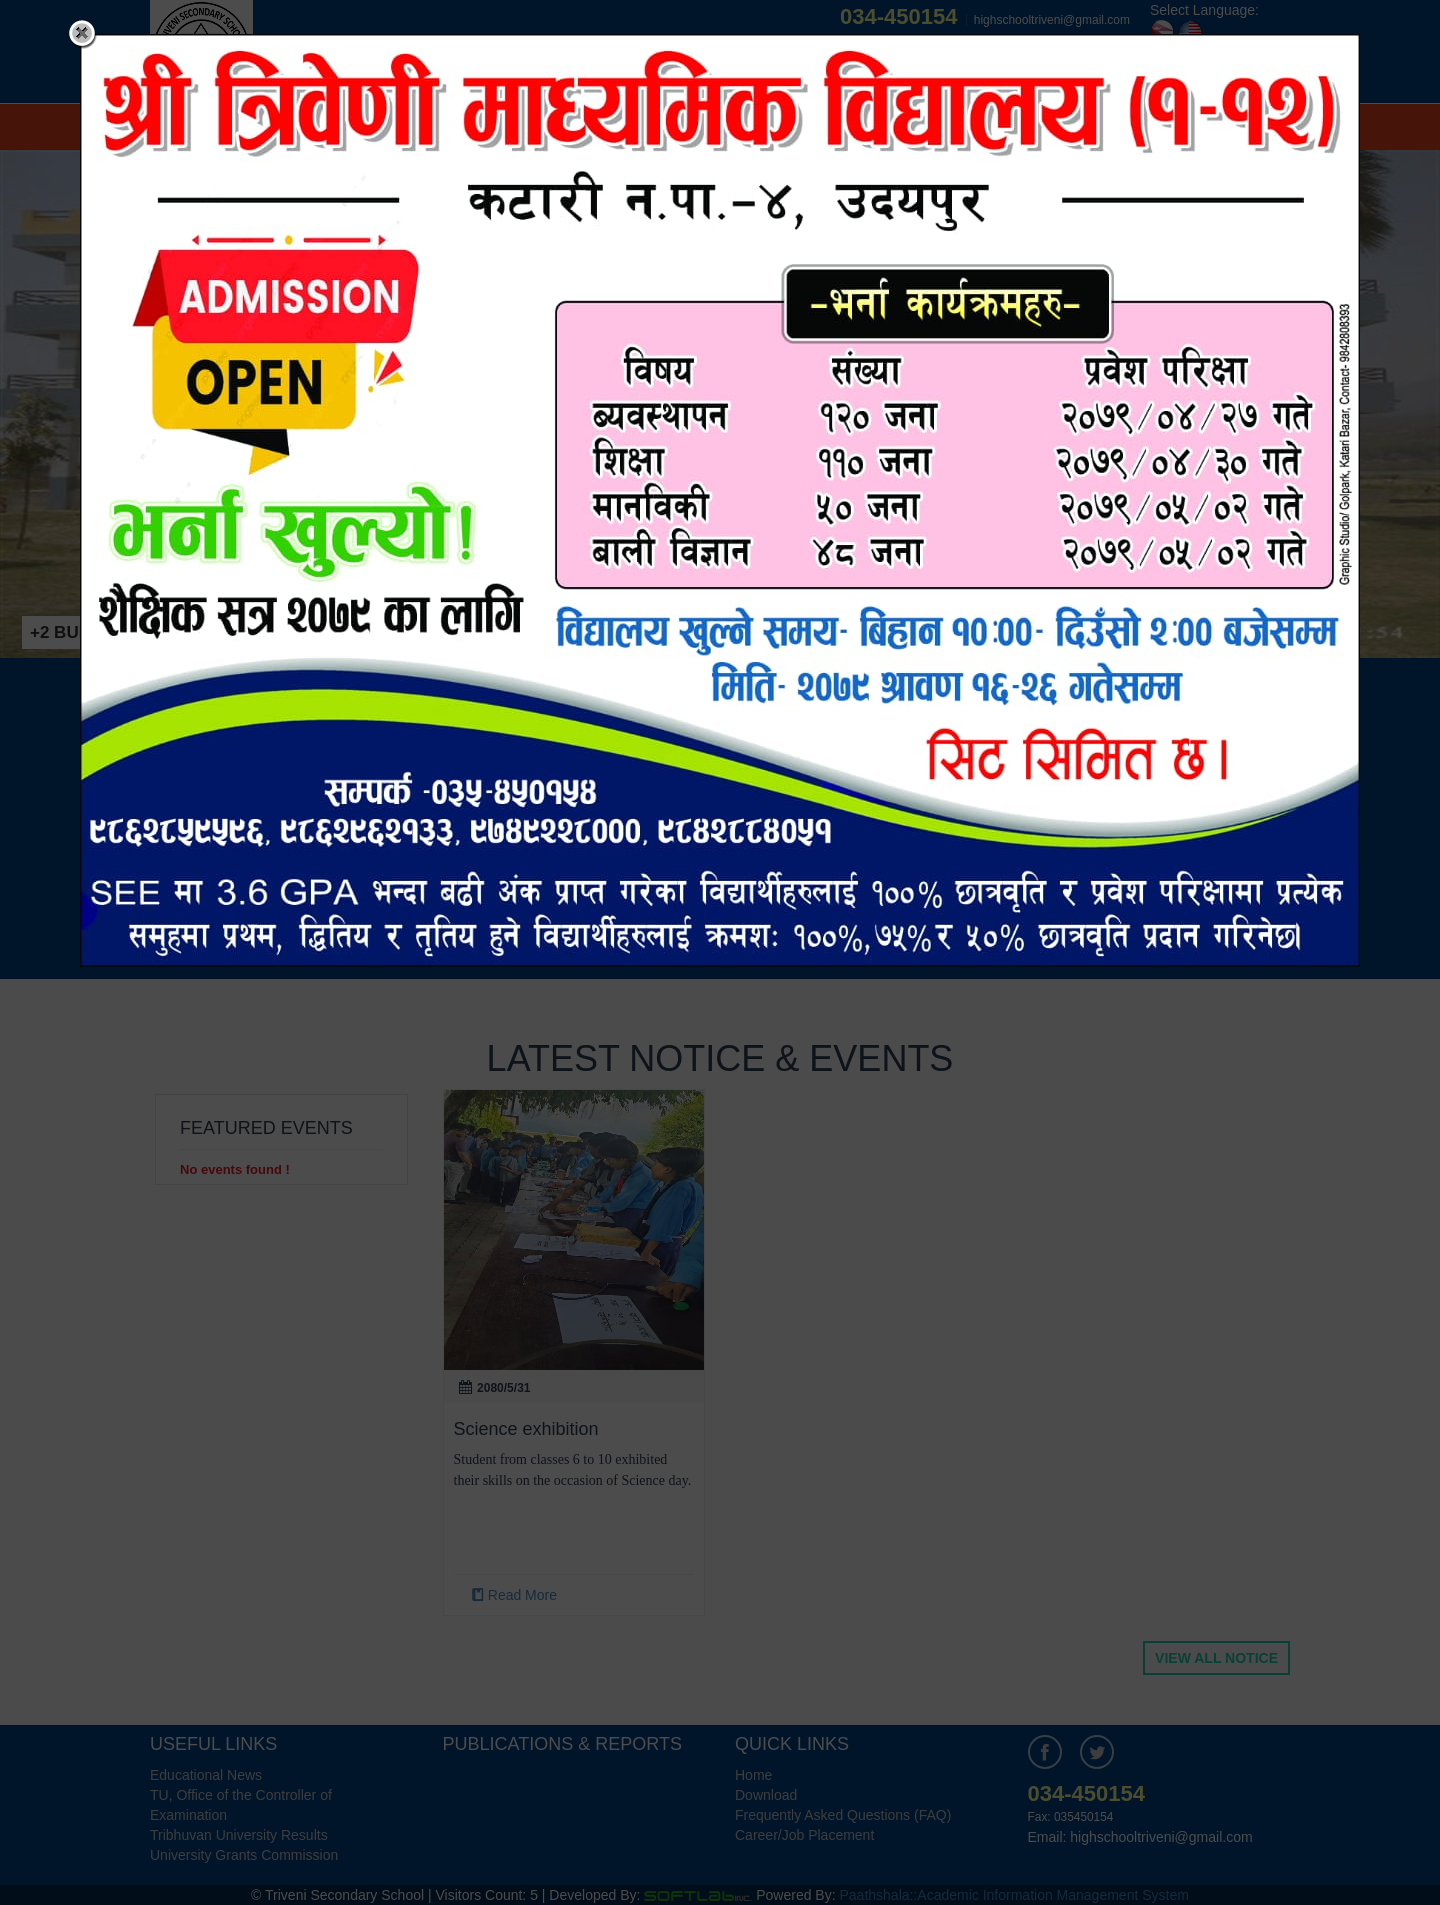 VENI SECONDARY SCHO
034-450154
highschooltriveni@gmail.com
Select Language:
श्री त्रिवेणी माध्यमिक विद्यालय (१-१२)
कटारी न.पा.-४, उदयपुर
ADMISSION
OPEN
भर्ना खुल्यो!
शैक्षिक सत्र २०७९ का लागि
-भर्ना कार्यक्रमहरु-
विषय संख्या प्रवेश परिक्षा
ब्यवस्थापन १२० जना २०७९/०४/२७ गते
शिक्षा ११० जना २०७९/०४/३० गते
मानविकी ५० जना २०७९/०५/०२ गते
बाली विज्ञान ४८ जना २०७९/०५/०२ गते
Graphic Studio/ Golpark, Katari Bazar, Contact- 9842808393
विद्यालय खुल्ने समय- बिहान १०:००- दिउँसो २:०० बजेसम्म
मिति- २०७९ श्रावण १६-२६ गतेसम्म
सिट सिमित छ।
सम्पर्क -०३५-४५०१५४
९८६२८५९५९६, ९८६२९६२१३३, ९७४९२२८०००, ९८४२८८४०५१
SEE मा 3.6 GPA भन्दा बढी अंक प्राप्त गरेका विद्यार्थीहरुलाई १००% छात्रवृति र प्रवेश परिक्षामा प्रत्येक
समुहमा प्रथम, द्धितिय र तृतिय हुने विद्यार्थीहरुलाई क्रमशः १००%,७५%र ५०% छात्रवृति प्रदान गरिनेछ।
+2 BU
:54
LATEST NOTICE & EVENTS
FEATURED EVENTS
No events found !
2080/5/31
Science exhibition
Student from classes 6 to 10 exhibited
their skills on the occasion of Science day.
Read More
VIEW ALL NOTICE
USEFUL LINKS
Educational News
TU, Office of the Controller of
Examination
Tribhuvan University Results
University Grants Commission
PUBLICATIONS & REPORTS
QUICK LINKS
Home
Download
Frequently Asked Questions (FAQ)
Career/Job Placement
034-450154
Fax: 035450154
Email: highschooltriveni@gmail.com
© Triveni Secondary School | Visitors Count: 5 | Developed By: SOFTLab INC. Powered By: Paathshala::Academic Information Management System